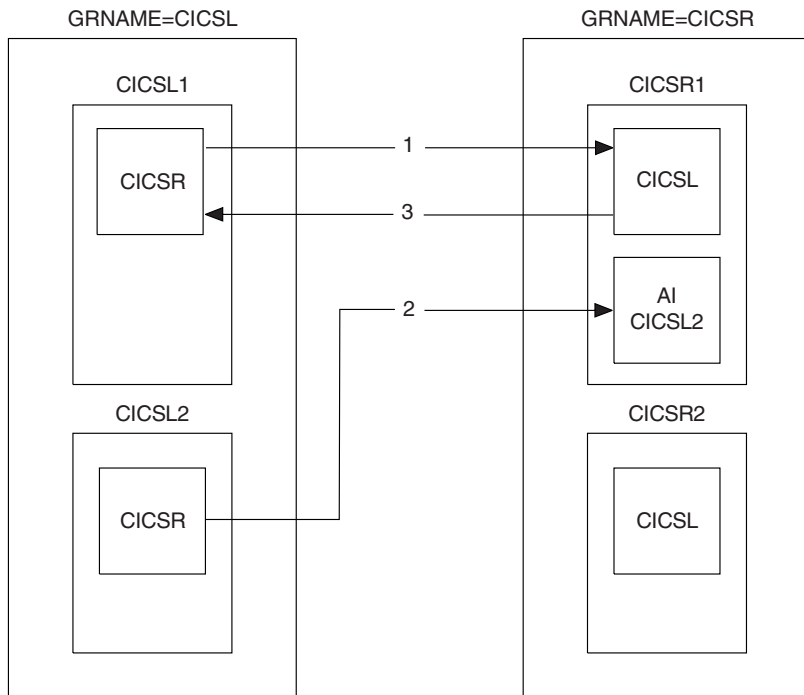 GRNAME=CICSL
GRNAME=CICSR
CICSL1
CICSR1
CICSR
1
CICSL
3
AI
CICSL2
2
CICSL2
CICSR2
CICSR
CICSL